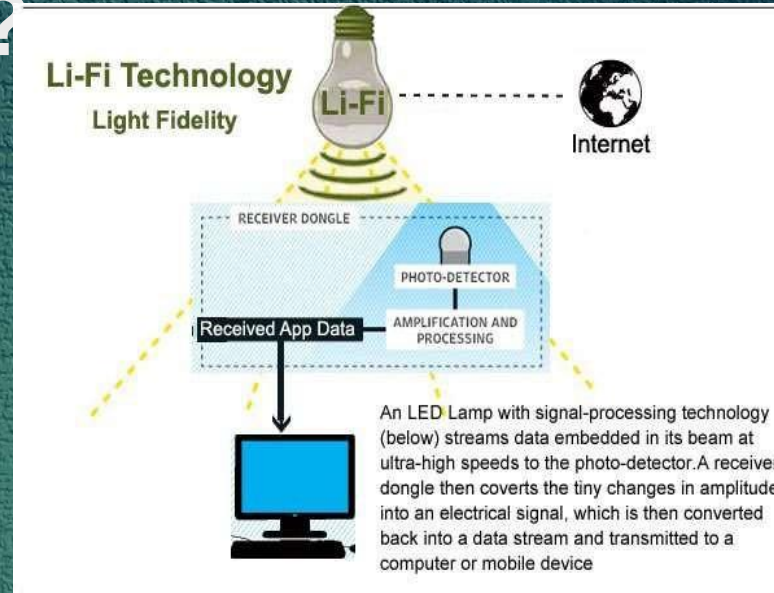 ?
Li-Fi Technology
Light Fidelity
Li-Fi
Internet
RECEIVER DONGLE
PHOTO-DETECTOR
AMPLIFICATION AND
PROCESSING
Received App Data
An LED Lamp with signal-processing technology
(below) streams data embedded in its beam at
ultra-high speeds to the photo-detector.A receiver
dongle then coverts the tiny changes in amplitude
into an electrical signal, which is then converted
back into a data stream and transmitted to a
computer or mobile device